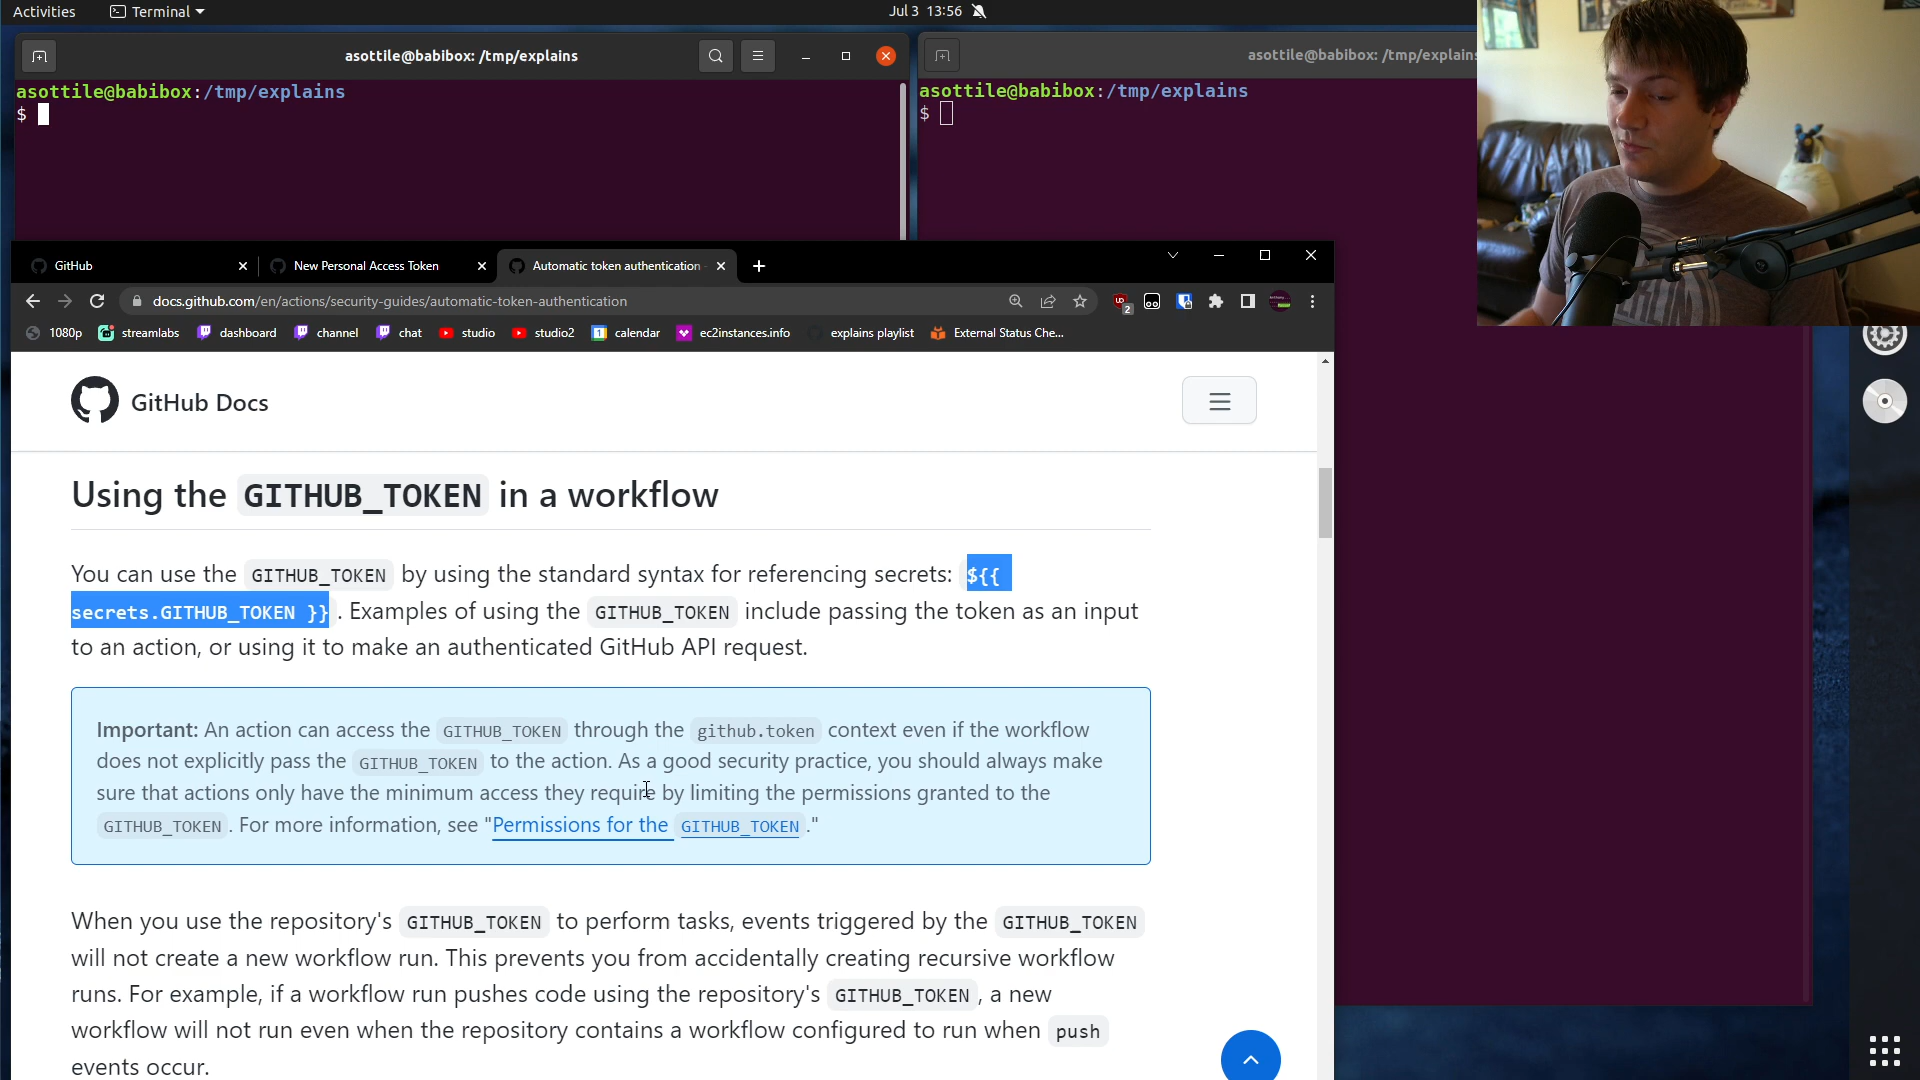 Activities
Terminal
Jul 3 13:56
asottile@babibox: /tmp/explains
asottile@babibox:/tmp/explains
$
asottile@babibox: /tmp/explains
asottile@babibox:/tmp/explains
$
GitHub
New Personal Access Token
Automatic token authentication
docs.github.com/en/actions/security-guides/automatic-token-authentication
2
1080p
streamlabs
dashboard
channel
chat
studio
studio2
calendar
ec2instances.info
explains playlist
External Status Che...
GitHub Docs
Using the GITHUB_TOKEN in a workflow
You can use the GITHUB_TOKEN by using the standard syntax for referencing secrets: ${{
secrets.GITHUB_TOKEN }}. Examples of using the GITHUB_TOKEN include passing the token as an input
to an action, or using it to make an authenticated GitHub API request.
Important: An action can access the GITHUB_TOKEN through the github.token context even if the workflow
does not explicitly pass the GITHUB_TOKEN to the action. As a good security practice, you should always make
sure that actions only have the minimum access they require by limiting the permissions granted to the
GITHUB_TOKEN. For more information, see "Permissions for the GITHUB_TOKEN."
When you use the repository's GITHUB_TOKEN to perform tasks, events triggered by the GITHUB_TOKEN
will not create a new workflow run. This prevents you from accidentally creating recursive workflow
runs. For example, if a workflow run pushes code using the repository's GITHUB_TOKEN, a new
workflow will not run even when the repository contains a workflow configured to run when push
events occur.